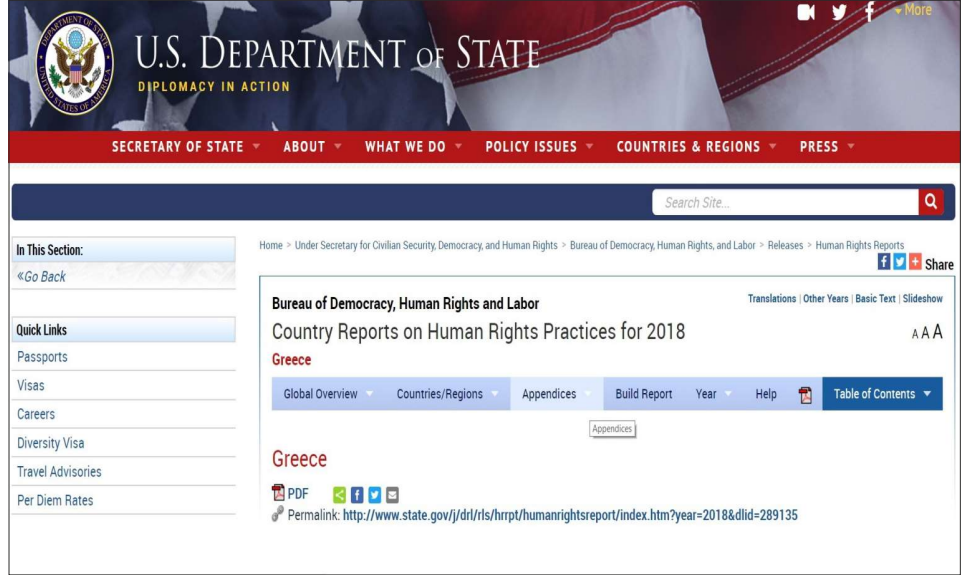 More
U.S. DEPARTMENT OF STATE
DIPLOMACY IN ACTION
SECRETARY OF STATE ABOUT WHAT WE DO POLICY ISSUES COUNTRIES & REGIONS PRESS
Search Site...
In This Section:
«Go Back
Quick Links
Passports
Visas
Careers
Diversity Visa
Travel Advisories
Per Diem Rates
Home > Under Secretary for Civilian Security, Democracy, and Human Rights > Bureau of Democracy, Human Rights, and Labor > Releases > Human Rights Reports
Share
Bureau of Democracy, Human Rights and Labor
Translations | Other Years | Basic Text | Slideshow
Country Reports on Human Rights Practices for 2018
A A A
Greece
Global Overview Countries/Regions Appendices Build Report Year Help Table of Contents
Appendices
Greece
PDF
Permalink: http://www.state.gov/j/drl/rls/hrrpt/humanrightsreport/index.htm?year=2018&dlid=289135